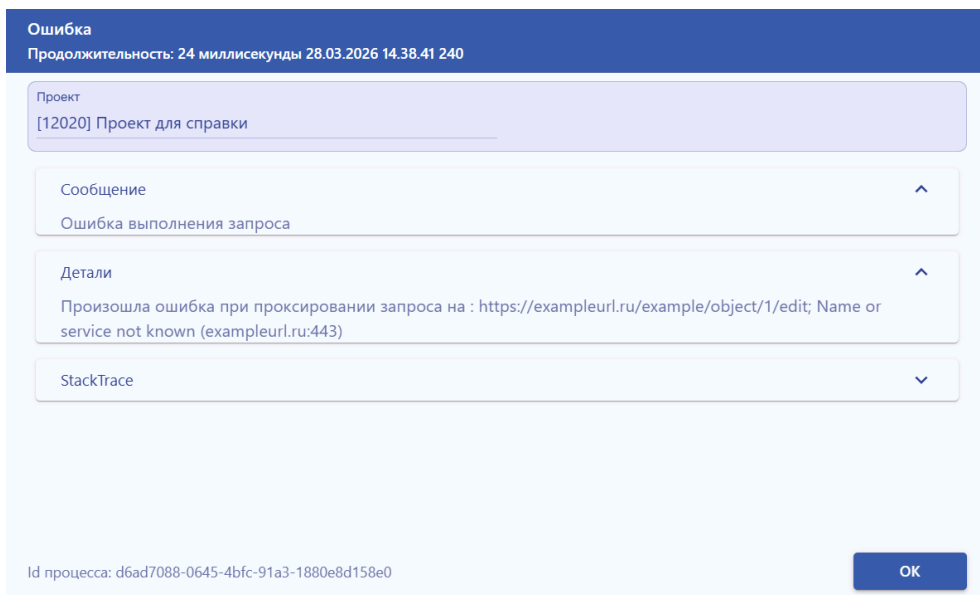 Ошибка
Продолжительность: 24 миллисекунды 28.03.2026 14.38.41 240
Проект
[12020] Проект для справки
Сообщение
Ошибка выполнения запроса
Детали
Произошла ошибка при проксировании запроса на : https://exampleurl.ru/example/object/1/edit; Name or
service not known (exampleurl.ru:443)
StackTrace
Id процесса: d6ad7088-0645-4bfc-91a3-1880e8d158e0
ОК